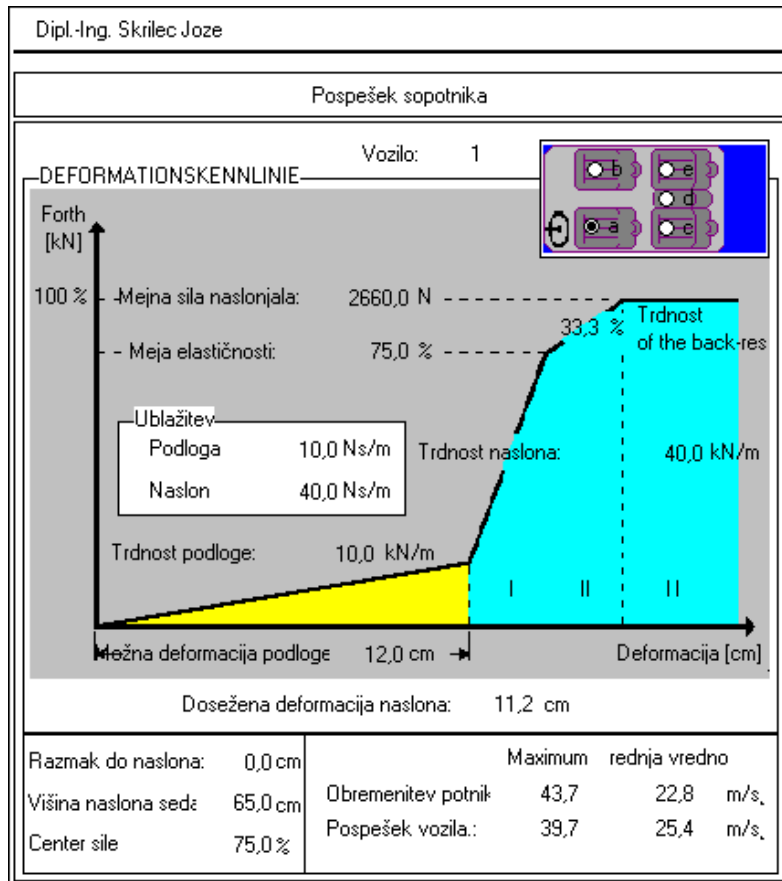 Dipl.-Ing. Skrilec Joze
Pospešek sopotnika
Vozilo: 1
DEFORMATIONSKENNLINIE
b e
d
a e
Forth
[kN]
100 % Mejna sila naslonjala: 2660,0 N
33,3 % Trdnost
of the back-res
Meja elastičnosti: 75,0 %
Ublažitev
Podloga 10,0 Ns/m
Naslon 40,0 Ns/m
Trdnost naslona: 40,0 kN/m
Trdnost podloge: 10,0 kN/m
I II II
Možna deformacija podloge 12,0 cm Deformacija [cm]
Dosežena deformacija naslona: 11,2 cm
Razmak do naslona: 0,0 cm
Višina naslona seda 65,0 cm
Center sile 75,0 %
Maximum rednja vredno
Obremenitev potnik 43,7 22,8 m/s
Pospešek vozila.: 39,7 25,4 m/s